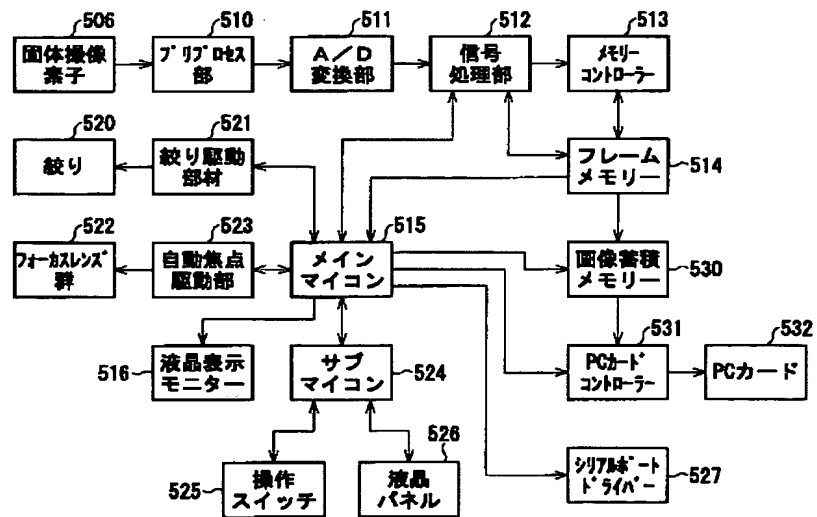 506
固体撮像
素子
510
プリプロセス
部
511
A/D
変換部
512
信号
処理部
513
メモリー
コントローラー
520
絞り
521
絞り駆動
部材
フレーム
メモリー
514
522
フォーカスレンズ
群
523
自動焦点
駆動部
515
メイン
マイコン
画像蓄積
メモリー
530
516
液晶表示
モニター
サブ
マイコン
524
531
PCカード
コントローラー
532
PCカード
525
操作
スイッチ
526
液晶
パネル
シリアルポート
ドライバー
527